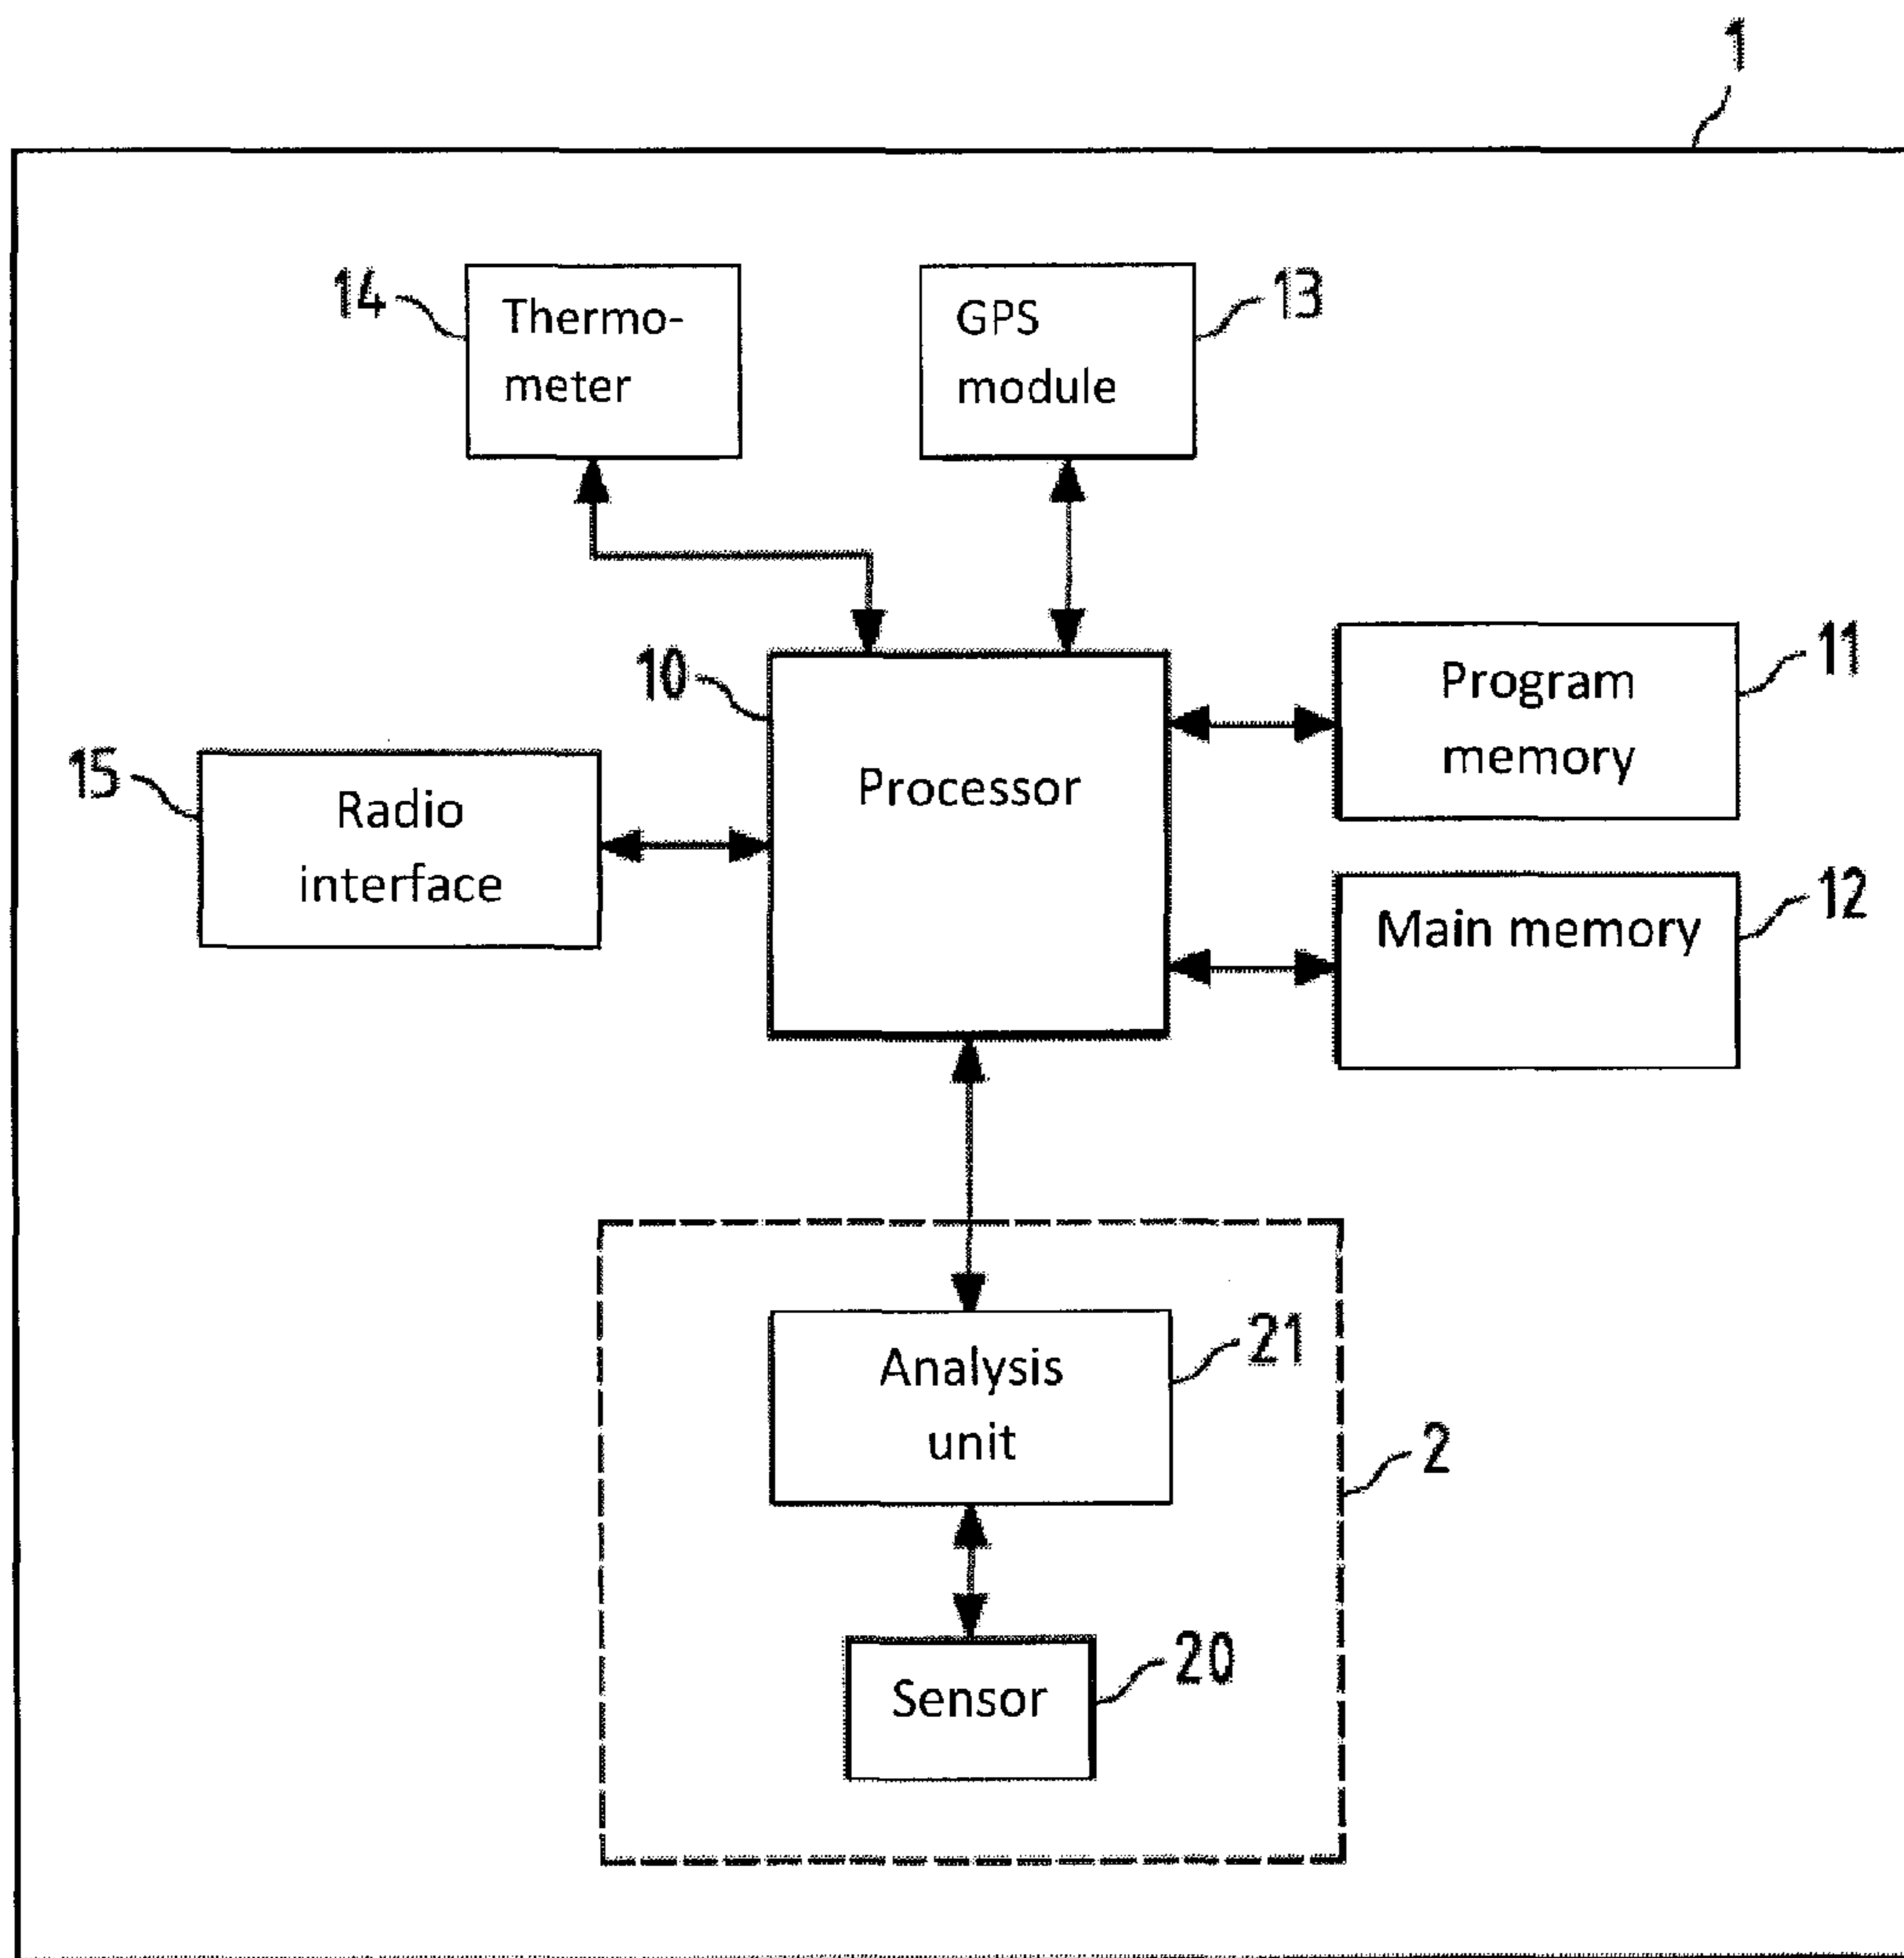 1
14
Thermo-
meter
GPS
module
13
10
Processor
Program
memory
11
15
Radio
interface
Main memory
12
Analysis
unit
21
2
Sensor
20